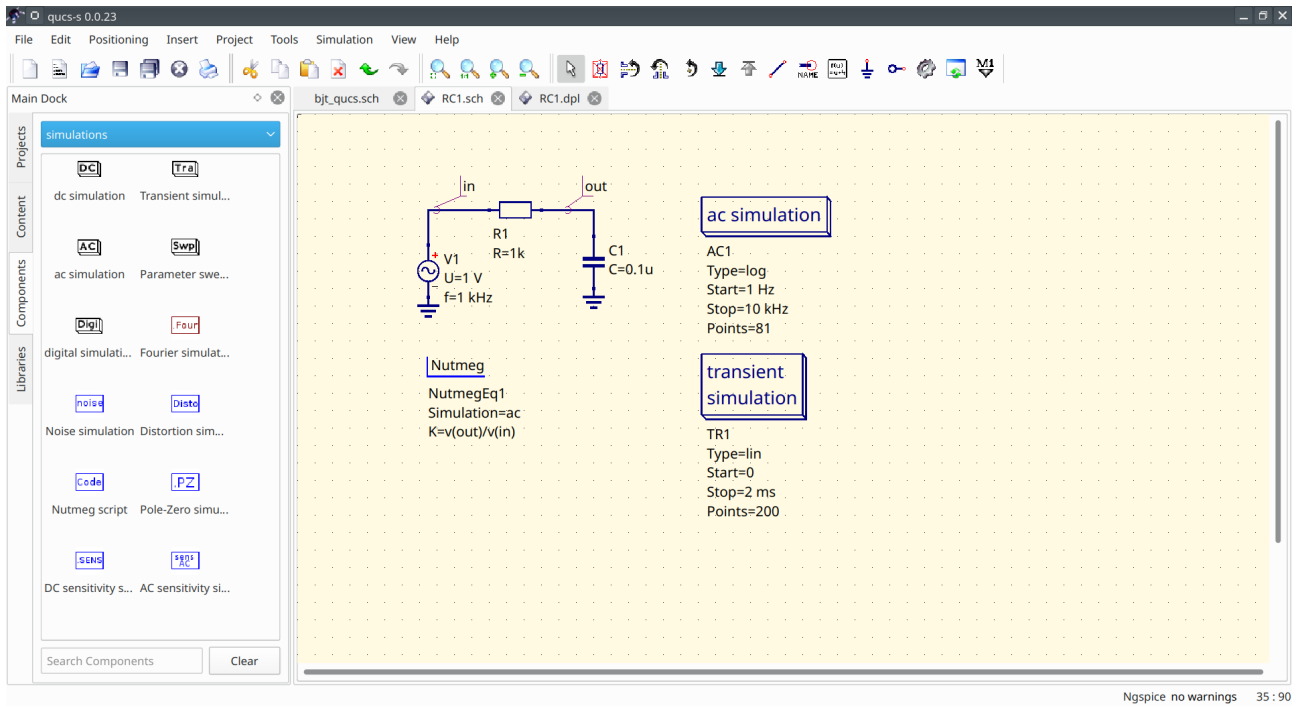 qucs-s 0.0.23
File Edit Positioning Insert Project Tools Simulation View Help
NAME
M1
Main Dock
bjt_qucs.sch RC1.sch RC1.dpl
Projects
Content
Components
Libraries
simulations
DC Tra
dc simulation Transient simul...
AC Swp
ac simulation Parameter swe...
Digi Four
digital simulati... Fourier simulat...
noise Disto
Noise simulation Distortion sim...
Code .PZ
Nutmeg script Pole-Zero simu...
.SENS sens AC
DC sensitivity s... AC sensitivity si...
Search Components Clear
in
out
R1
R=1k
+
V1
U=1 V
f=1 kHz
C1
C=0.1u
Nutmeg
NutmegEq1
Simulation=ac
K=v(out)/v(in)
ac simulation
AC1
Type=log
Start=1 Hz
Stop=10 kHz
Points=81
transient
simulation
TR1
Type=lin
Start=0
Stop=2 ms
Points=200
Ngspice no warnings 35 : 90